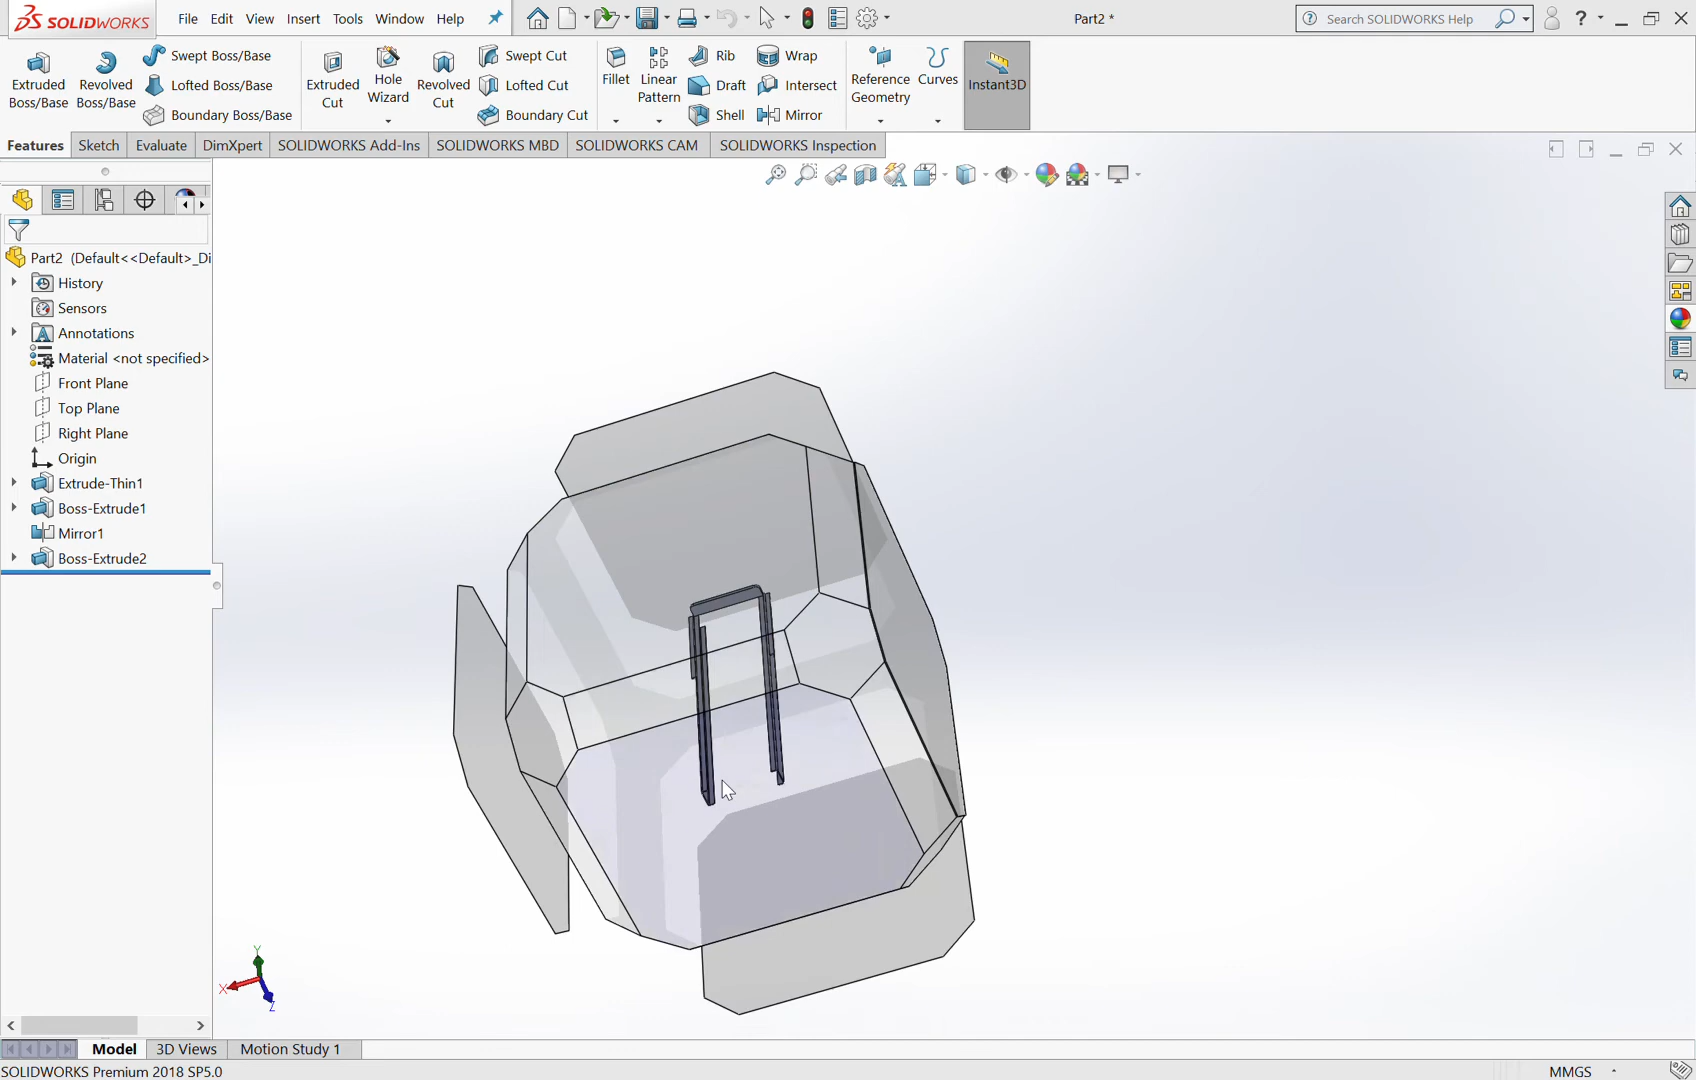 SOLIDWORKS File Edit View Insert Tools Window Help Part2 * Search SOLIDWORKS Help ?
Extruded Boss/Base
Revolved Boss/Base
Swept Boss/Base
Lofted Boss/Base
Boundary Boss/Base
Extruded Cut
Hole Wizard
Revolved Cut
Swept Cut
Lofted Cut
Boundary Cut
Fillet
Linear Pattern
Rib
Draft
Shell
Wrap
Intersect
Mirror
Reference Geometry
Curves
Instant3D
Features Sketch Evaluate DimXpert SOLIDWORKS Add-Ins SOLIDWORKS MBD SOLIDWORKS CAM SOLIDWORKS Inspection
Part2 (Default<<Default>_Di
History
Sensors
Annotations
Material <not specified>
Front Plane
Top Plane
Right Plane
Origin
Extrude-Thin1
Boss-Extrude1
Mirror1
Boss-Extrude2
Y
X
Z
Model 3D Views Motion Study 1
SOLIDWORKS Premium 2018 SP5.0 MMGS